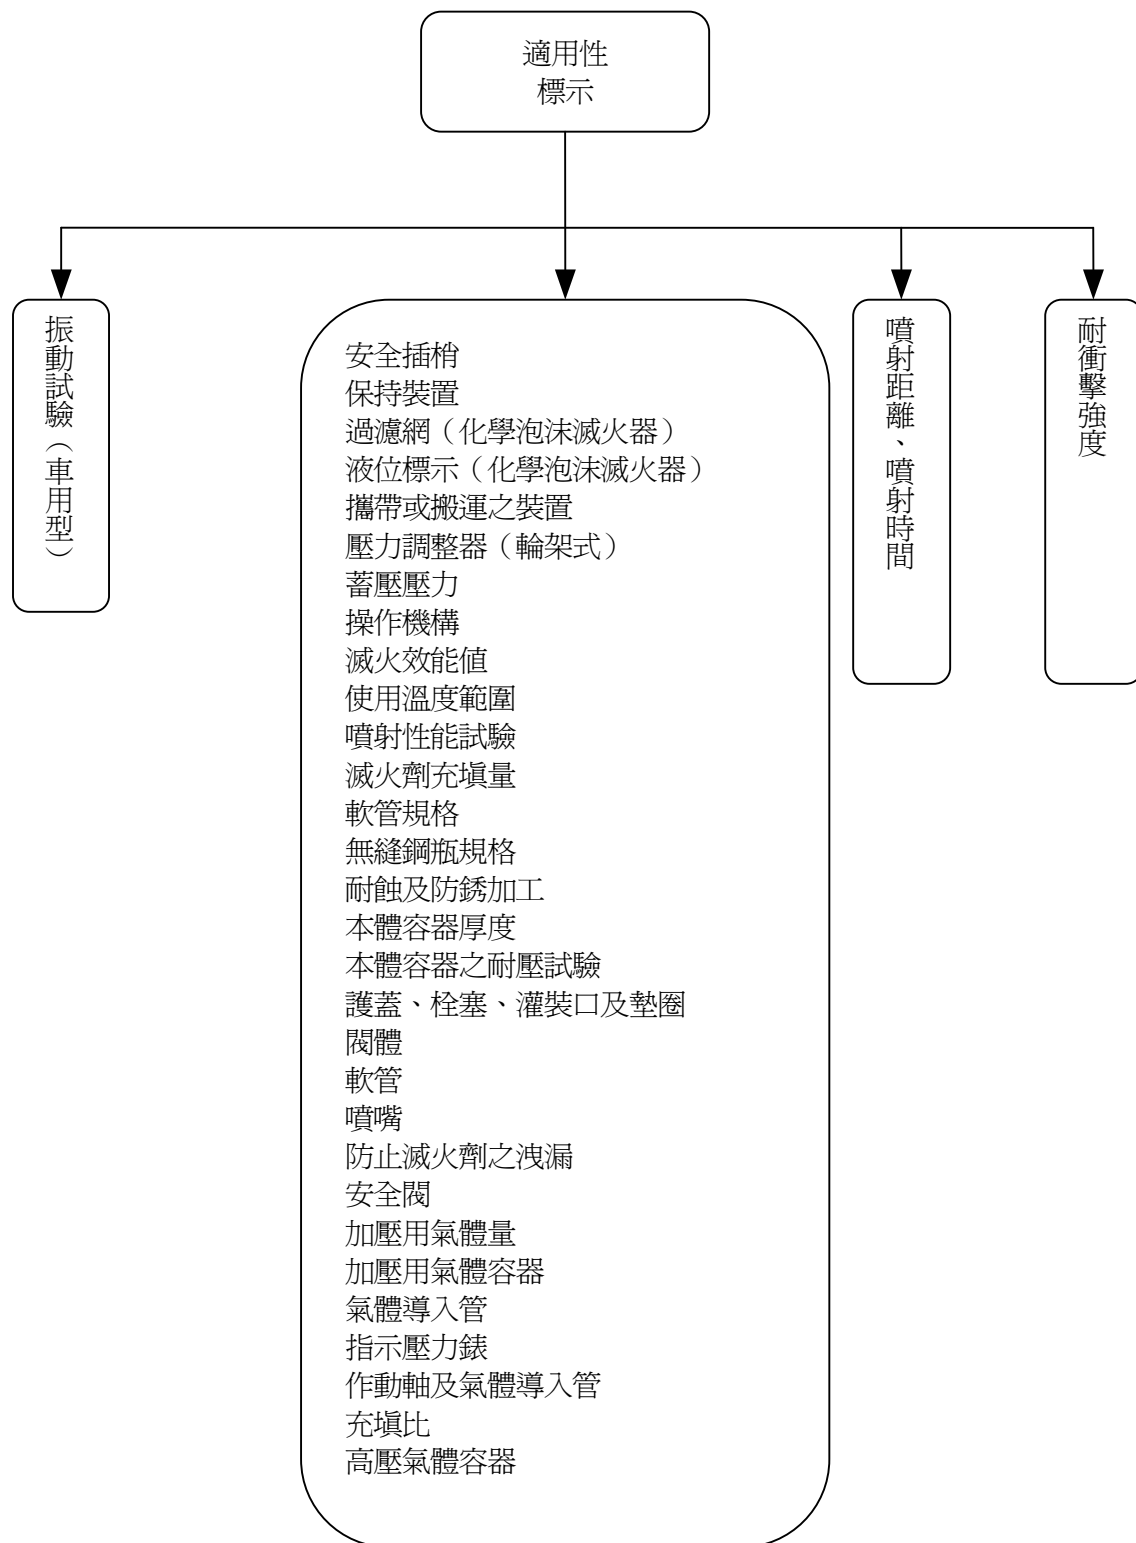 適用性
標示
振動試驗（車用型）
安全插梢
保持裝置
過濾網（化學泡沫滅火器）
液位標示（化學泡沫滅火器）
攜帶或搬運之裝置
壓力調整器（輪架式）
蓄壓壓力
操作機構
滅火效能值
使用溫度範圍
噴射性能試驗
滅火劑充填量
軟管規格
無縫鋼瓶規格
耐蝕及防銹加工
本體容器厚度
本體容器之耐壓試驗
護蓋、栓塞、灌裝口及墊圈
閥體
軟管
噴嘴
防止滅火劑之洩漏
安全閥
加壓用氣體量
加壓用氣體容器
氣體導入管
指示壓力錶
作動軸及氣體導入管
充填比
高壓氣體容器
噴射距離、噴射時間
耐衝擊強度